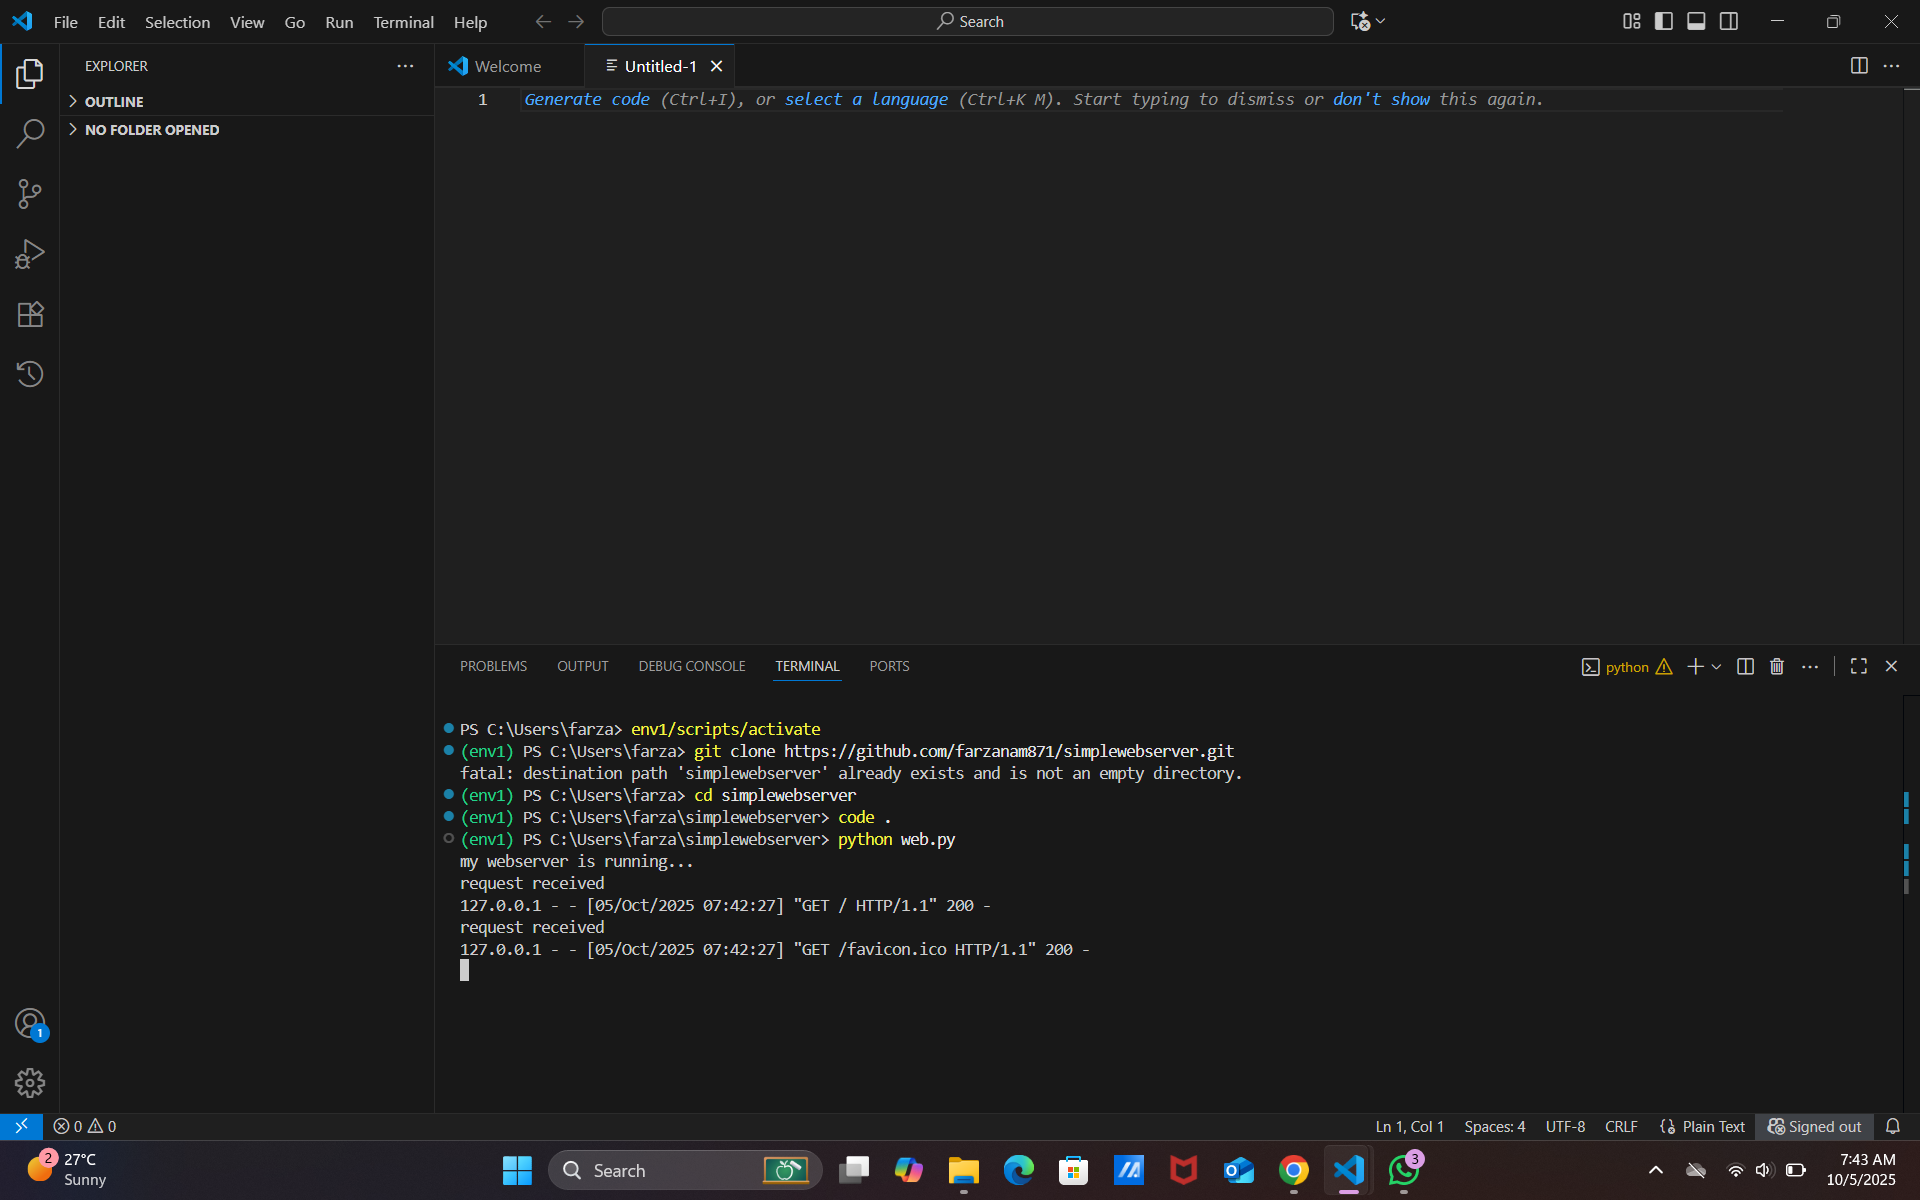 File Edit Selection View Go Run Terminal Help
Search
EXPLORER
OUTLINE
NO FOLDER OPENED
Welcome
Untitled-1
1 Generate code (Ctrl+I), or select a language (Ctrl+K M). Start typing to dismiss or don't show this again.
PROBLEMS OUTPUT DEBUG CONSOLE TERMINAL PORTS
python
PS C:\Users\farza> env1/scripts/activate
(env1) PS C:\Users\farza> git clone https://github.com/farzanam871/simplewebserver.git
fatal: destination path 'simplewebserver' already exists and is not an empty directory.
(env1) PS C:\Users\farza> cd simplewebserver
(env1) PS C:\Users\farza\simplewebserver> code .
(env1) PS C:\Users\farza\simplewebserver> python web.py
my webserver is running...
request received
127.0.0.1 - - [05/Oct/2025 07:42:27] "GET / HTTP/1.1" 200 -
request received
127.0.0.1 - - [05/Oct/2025 07:42:27] "GET /favicon.ico HTTP/1.1" 200 -
1
0 0
Ln 1, Col 1 Spaces: 4 UTF-8 CRLF Plain Text Signed out
2
27°C
Sunny
Search
3
7:43 AM
10/5/2025